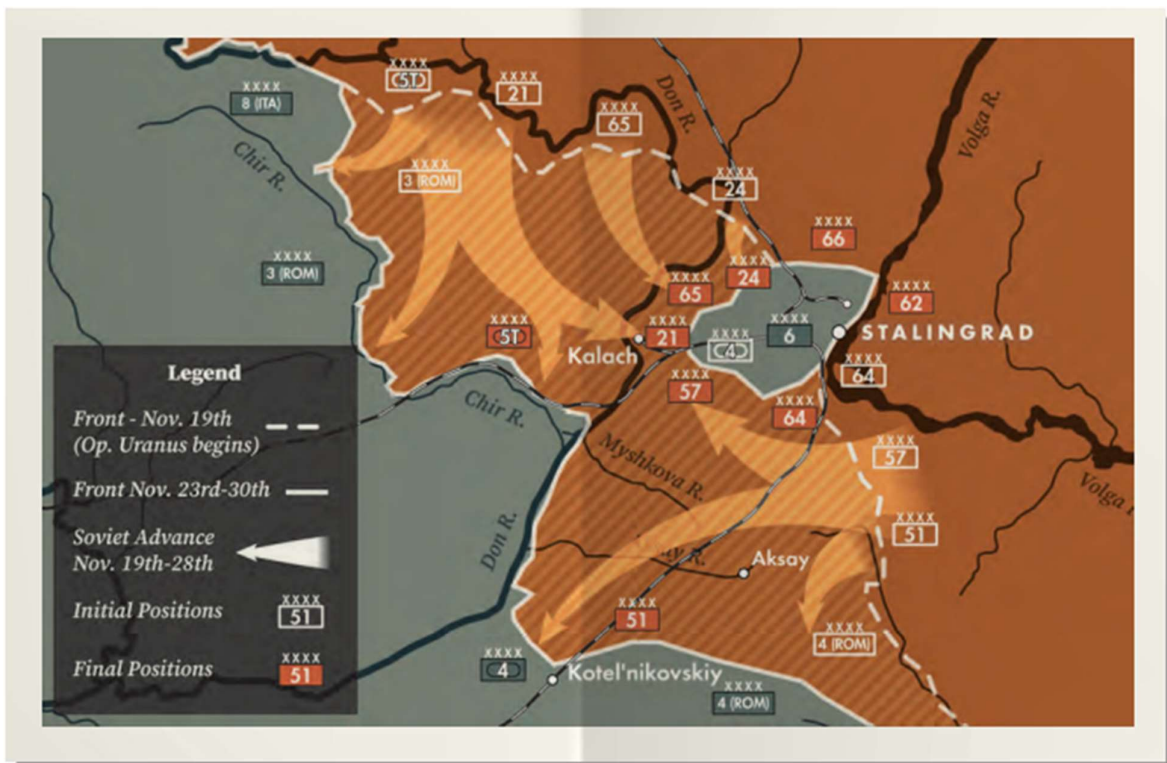 XXXX
8 (ITA)
XXXX
5T
XXXX
21
XXXX
65
Don R.
Volga R.
Chir R.
XXXX
3 (ROM)
XXXX
24
XXXX
66
XXXX
3 (ROM)
XXXX
65
XXXX
24
XXXX
62
XXXX
5T
Kalach
XXXX
21
XXXX
4
XXXX
6
STALINGRAD
XXXX
57
XXXX
64
XXXX
64
Chir R.
Myshkova R.
XXXX
57
Volga
Don R.
XXXX
51
Aksay
R.
XXXX
51
XXXX
4 (ROM)
XXXX
4
Kotel'nikovskiy
XXXX
4 (ROM)
Legend
Front - Nov. 19th
(Op. Uranus begins)
Front Nov. 23rd-30th
Soviet Advance
Nov. 19th-28th
Initial Positions
XXXX
51
Final Positions
XXXX
51